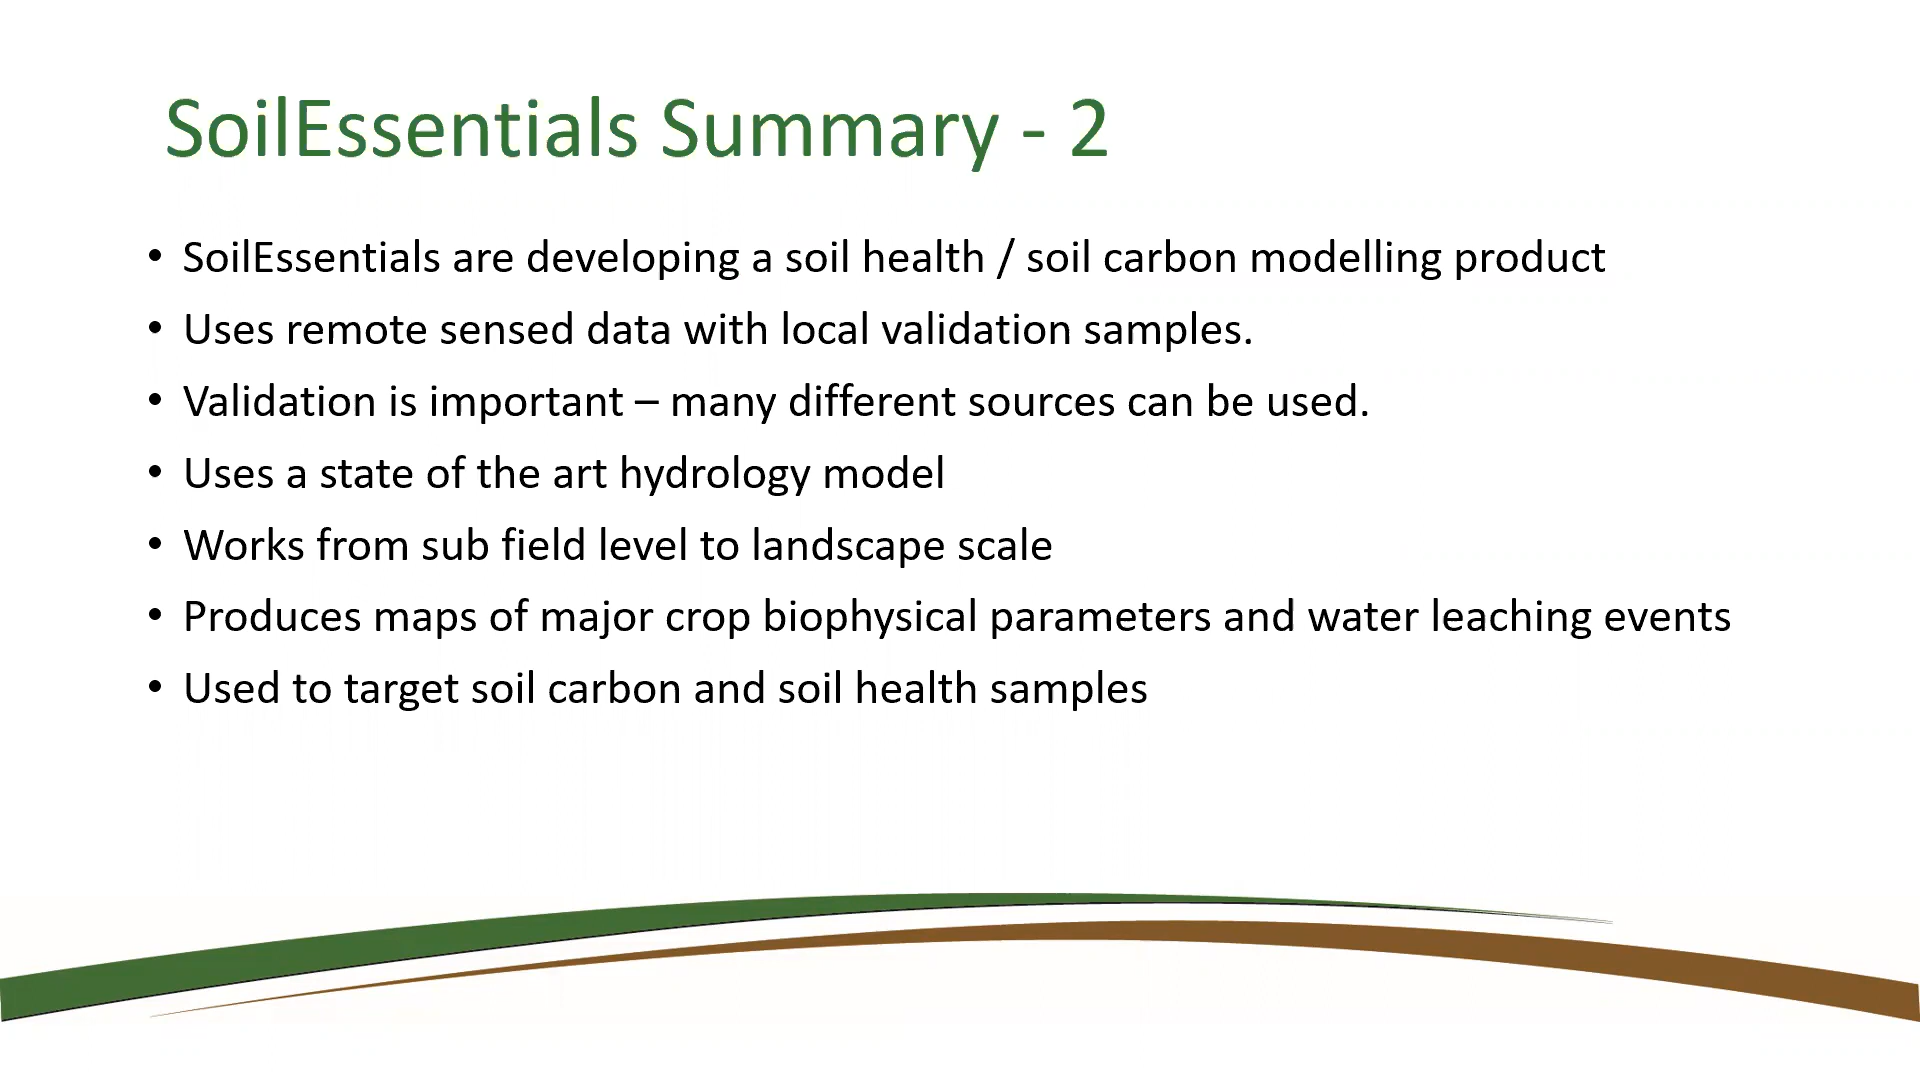 SoilEssentials Summary - 2
• SoilEssentials are developing a soil health / soil carbon modelling product
• Uses remote sensed data with local validation samples.
• Validation is important – many different sources can be used.
• Uses a state of the art hydrology model
• Works from sub field level to landscape scale
• Produces maps of major crop biophysical parameters and water leaching events
• Used to target soil carbon and soil health samples